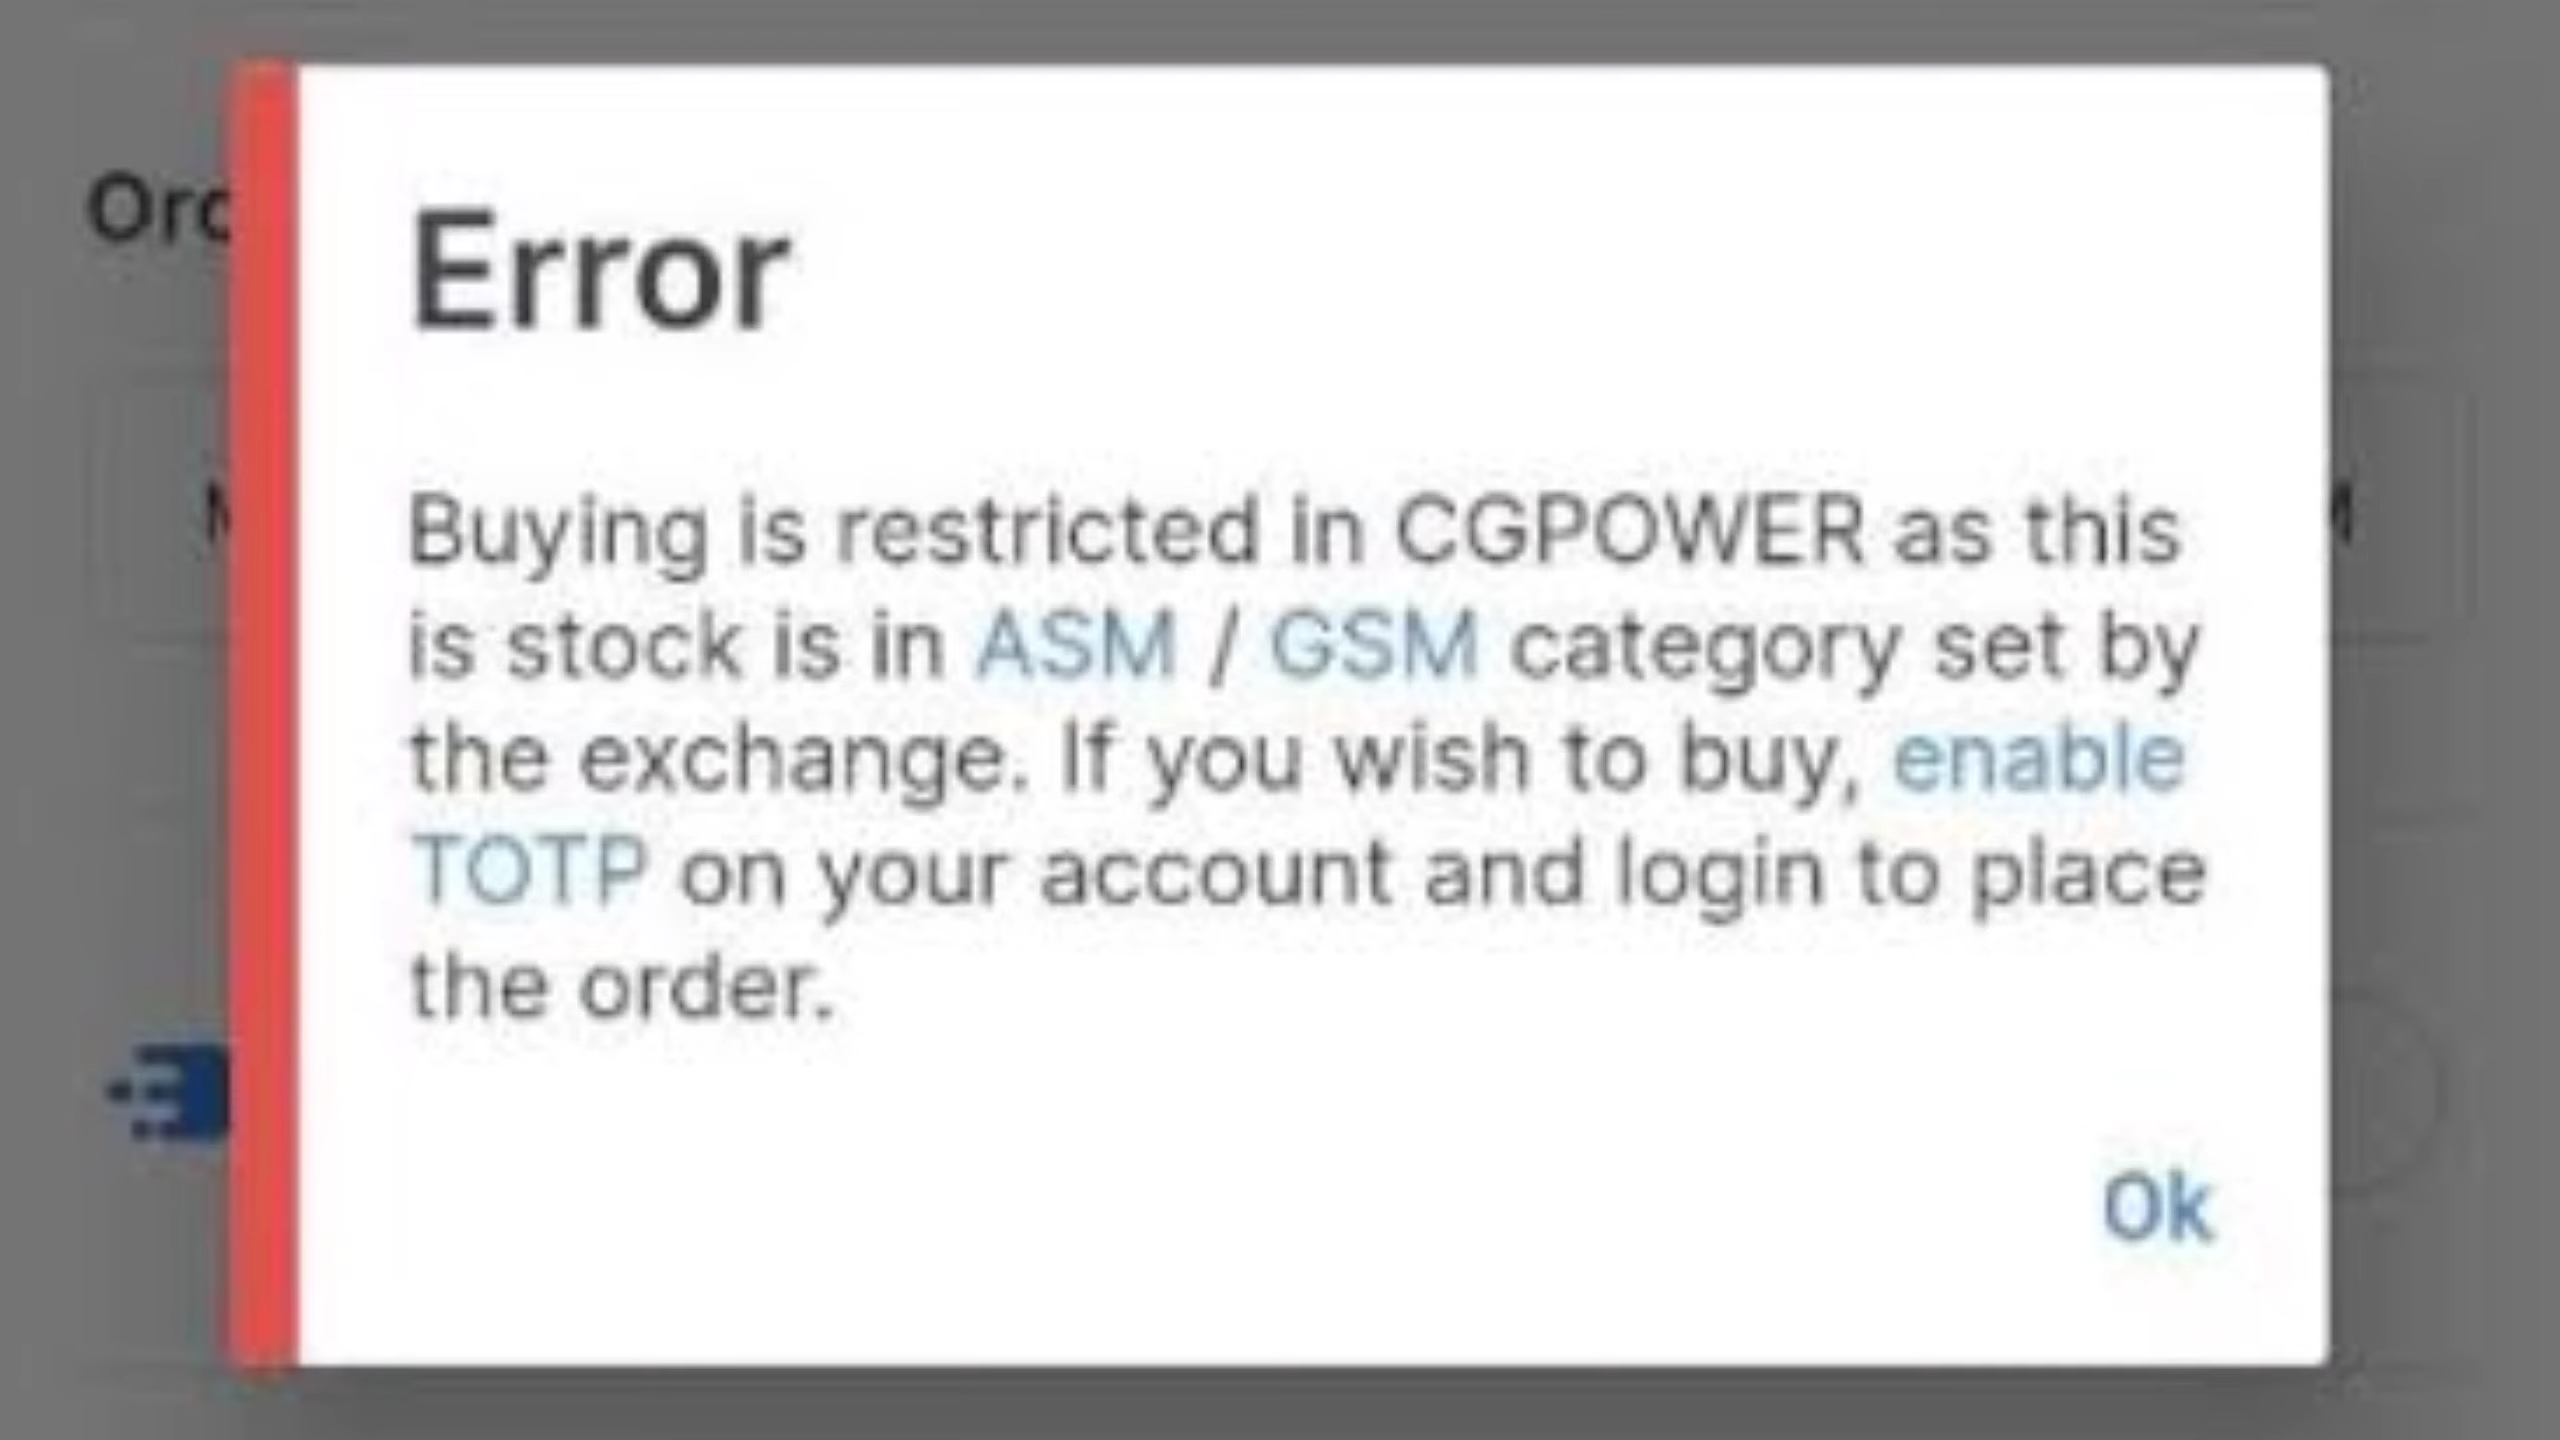 Error
Buying is restricted in CGPOWER as this
is stock is in ASM / GSM category set by
the exchange. If you wish to buy, enable
TOTP on your account and login to place
the order.
Ok